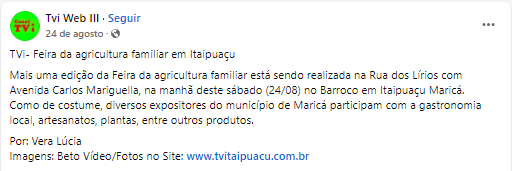 Canal
TVi
Tvi Web III · Seguir
24 de agosto ·
TVi- Feira da agricultura familiar em Itaipuaçu
Mais uma edição da Feira da agricultura familiar está sendo realizada na Rua dos Lírios com
Avenida Carlos Mariguella, na manhã deste sábado (24/08) no Barroco em Itaipuaçu Maricá.
Como de costume, diversos expositores do município de Maricá participam com a gastronomia
local, artesanatos, plantas, entre outros produtos.
Por: Vera Lúcia
Imagens: Beto Vídeo/Fotos no Site: www.tvitaipuacu.com.br